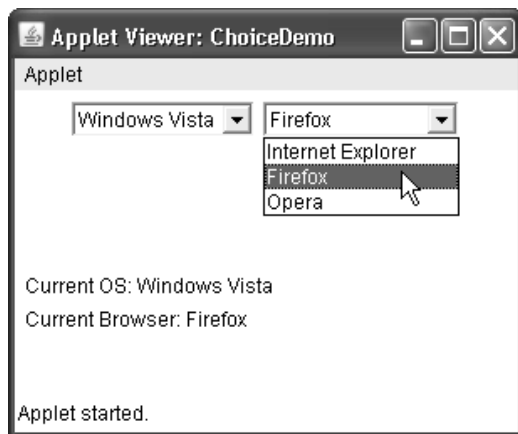 Applet Viewer: ChoiceDemo
Applet
Windows Vista Firefox
Internet Explorer
Firefox
Opera
Current OS: Windows Vista
Current Browser: Firefox
Applet started.